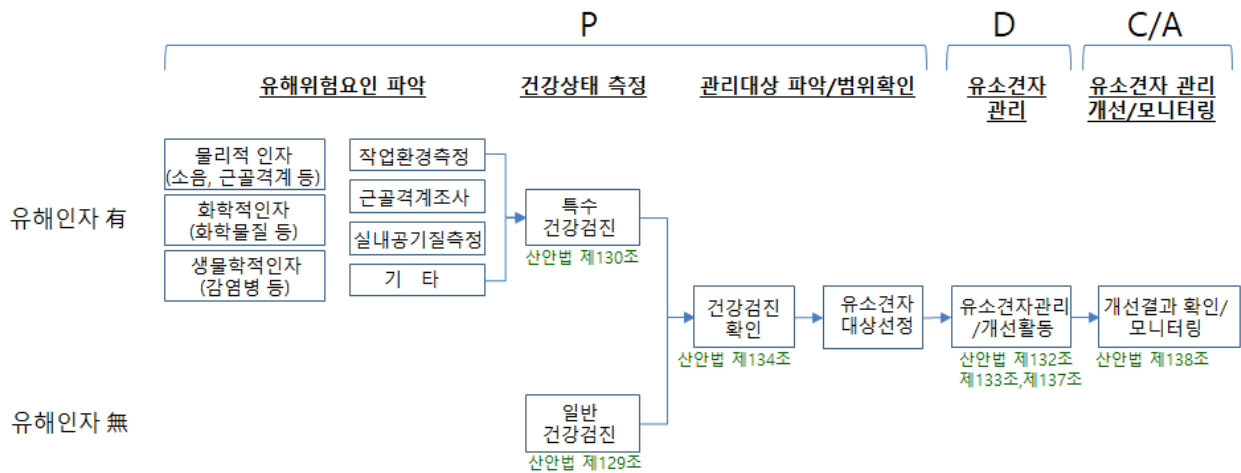 P
D
C/A
유해위험요인 파악
건강상태 측정
관리대상 파악/범위확인
유소견자
관리
유소견자 관리
개선/모니터링
유해인자 有
물리적 인자
(소음, 근골격계 등)
화학적인자
(화학물질 등)
생물학적인자
(감염병 등)
작업환경측정
근골격계조사
실내공기질측정
기 타
특수
건강검진
산안법 제130조
건강검진
확인
산안법 제134조
유소견자
대상선정
유소견자관리
/개선활동
산안법 제132조
제133조,제137조
개선결과 확인/
모니터링
산안법 제138조
유해인자 無
일반
건강검진
산안법 제129조